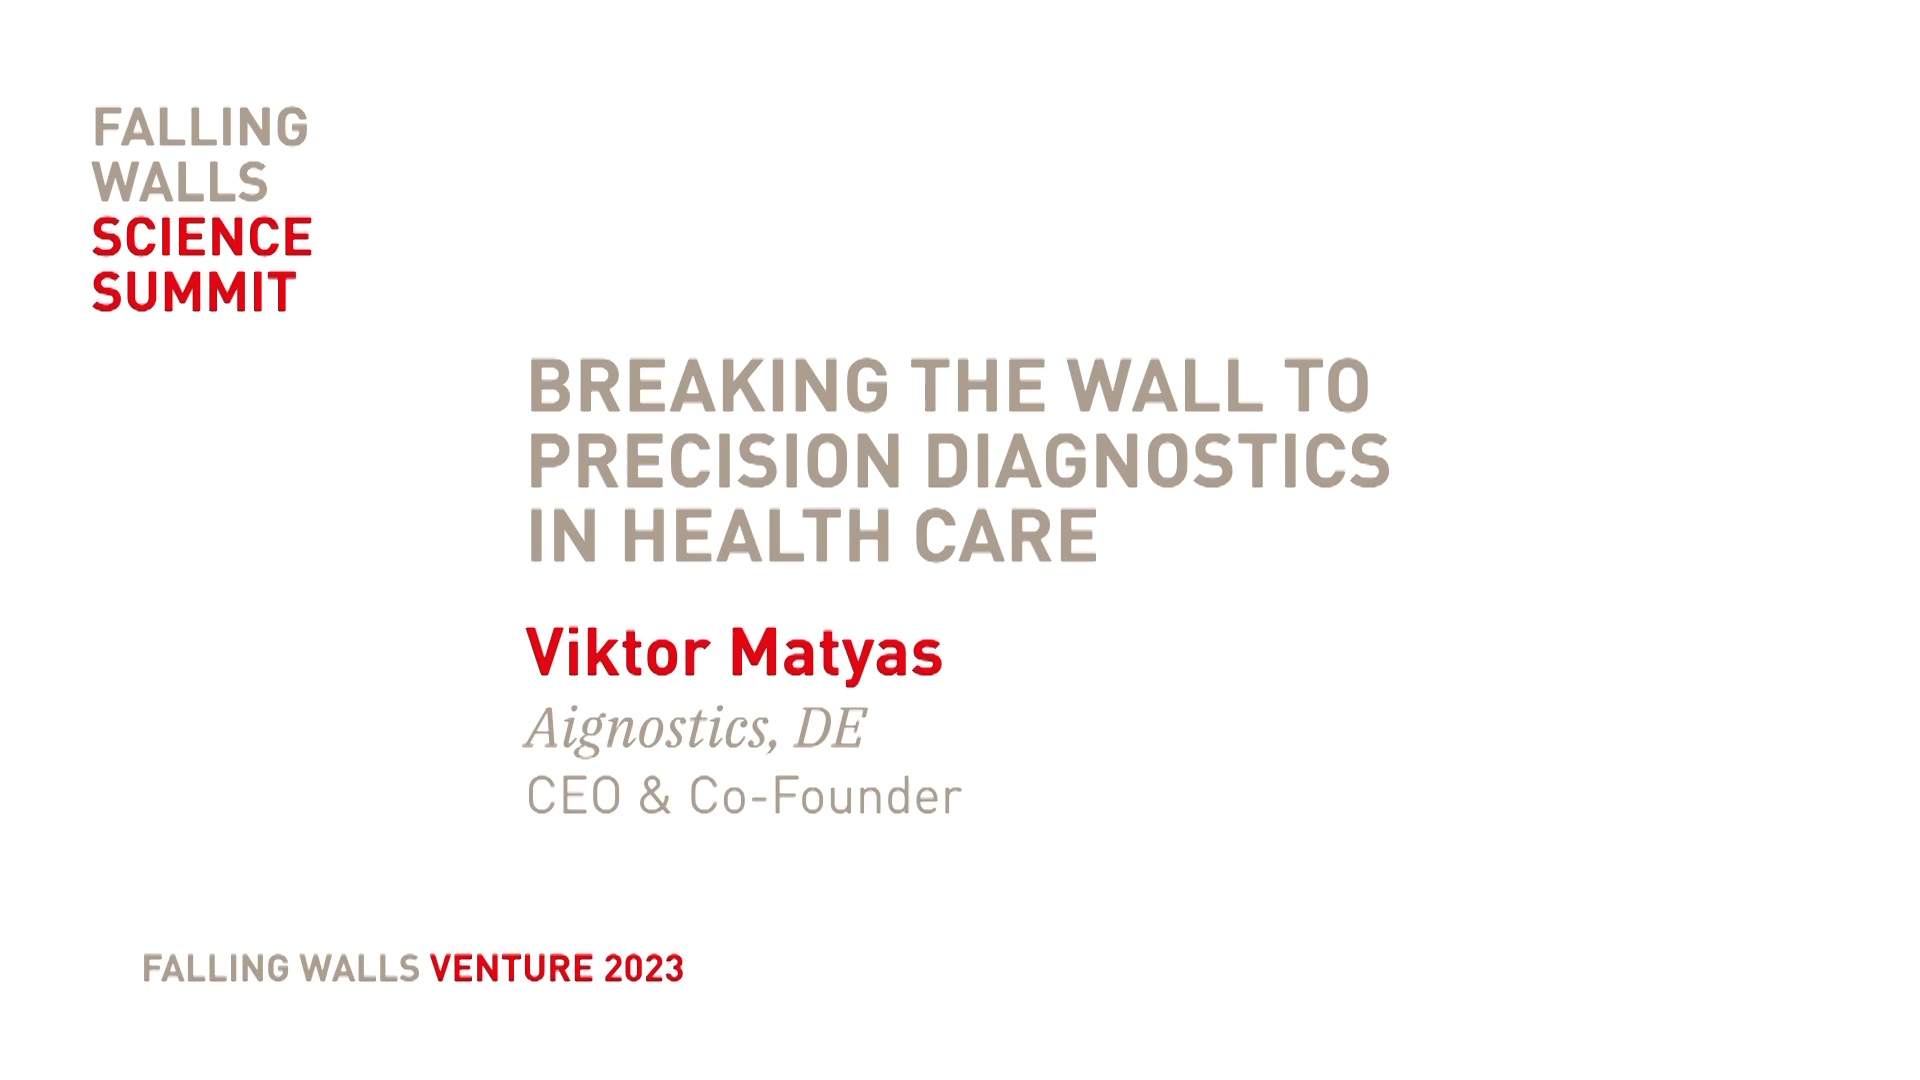 FALLING
WALLS
SCIENCE
SUMMIT
BREAKING THE WALL TO
PRECISION DIAGNOSTICS
IN HEALTH CARE
Viktor Matyas
Aignostics, DE
CEO & Co-Founder
FALLING WALLS VENTURE 2023